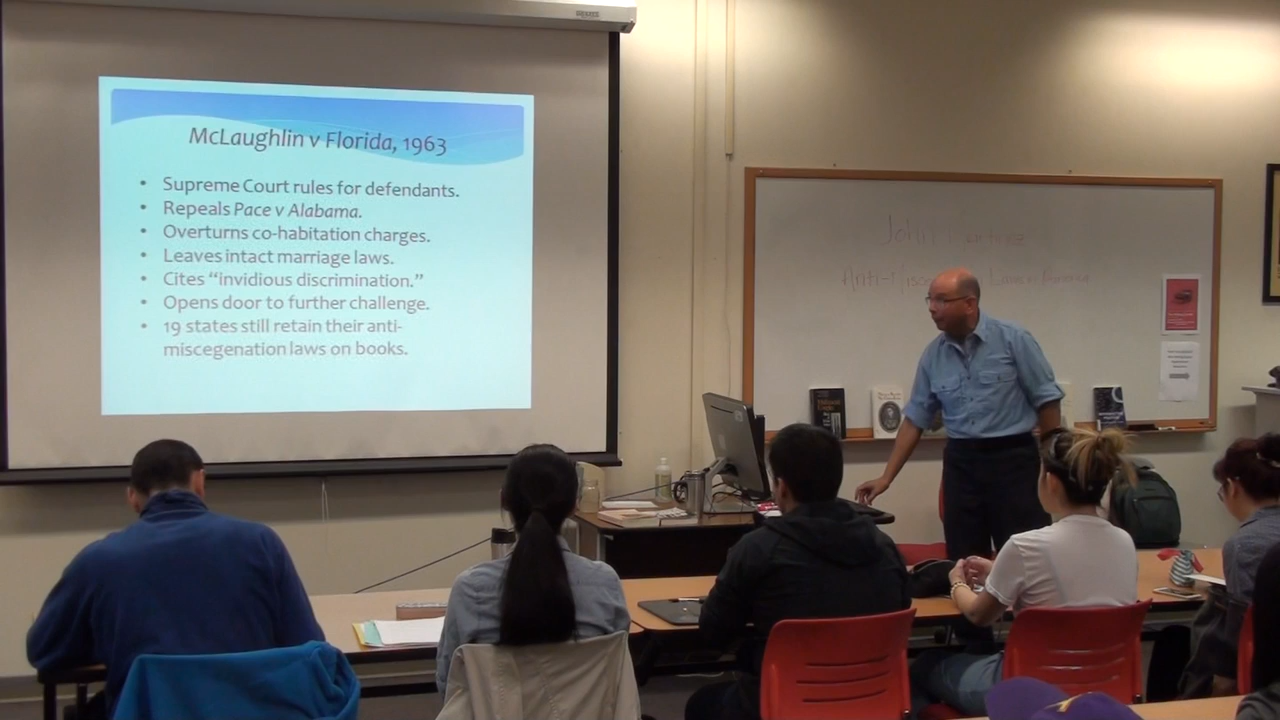 McLaughlin v Florida, 1963
• Supreme Court rules for defendants.
• Repeals Pace v Alabama.
• Overturns co-habitation charges.
• Leaves intact marriage laws.
• Cites “invidious discrimination.”
• Opens door to further challenge.
• 19 states still retain their anti-
miscegenation laws on books.
John